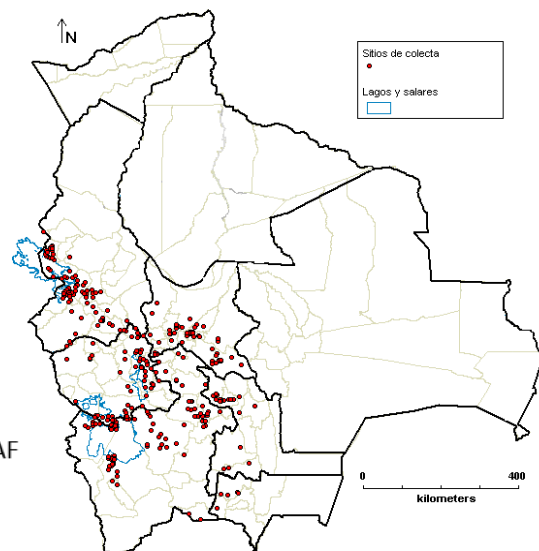 N
Sitios de colecta
Lagos y salares
AF
0 400
kilometers